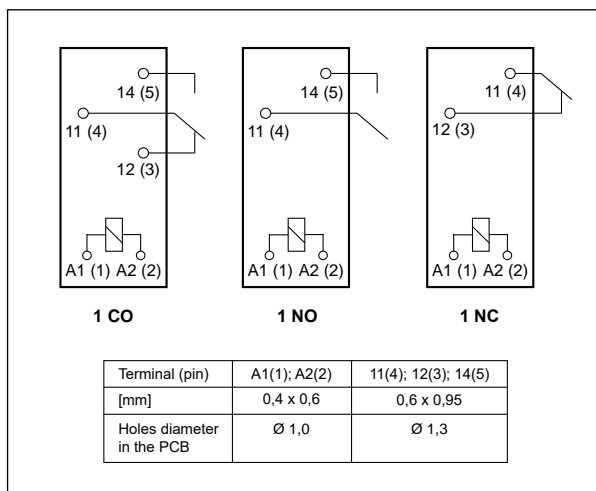 14 (5)
11 (4)
12 (3)
A1 (1) A2 (2)
1 CO
14 (5)
11 (4)
A1 (1) A2 (2)
1 NO
11 (4)
12 (3)
A1 (1) A2 (2)
1 NC
Terminal (pin) A1(1); A2(2) 11(4); 12(3); 14(5)
[mm] 0,4 x 0,6 0,6 x 0,95
Holes diameter
in the PCB Ø 1,0 Ø 1,3